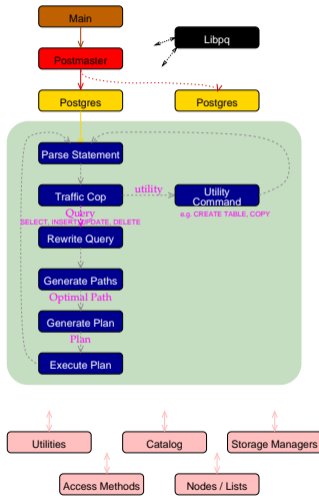 Main
Libpq
Postmaster
Postgres
Postgres
Parse Statement
Traffic Cop
utility
Utility
Command
Query
SELECT, INSERT, UPDATE, DELETE
e.g. CREATE TABLE, COPY
Rewrite Query
Generate Paths
Optimal Path
Generate Plan
Plan
Execute Plan
Utilities
Catalog
Storage Managers
Access Methods
Nodes / Lists